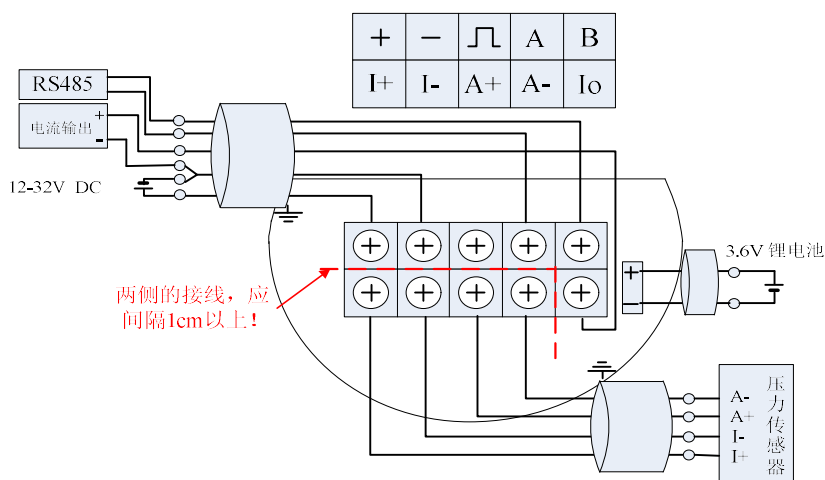 + − A B
I+ I- A+ A- Io
RS485
电流输出
+
-
12-32V DC
两侧的接线，应
间隔1cm以上！
+
−
3.6V 锂电池
A-
A+
I-
I+
压力传感器